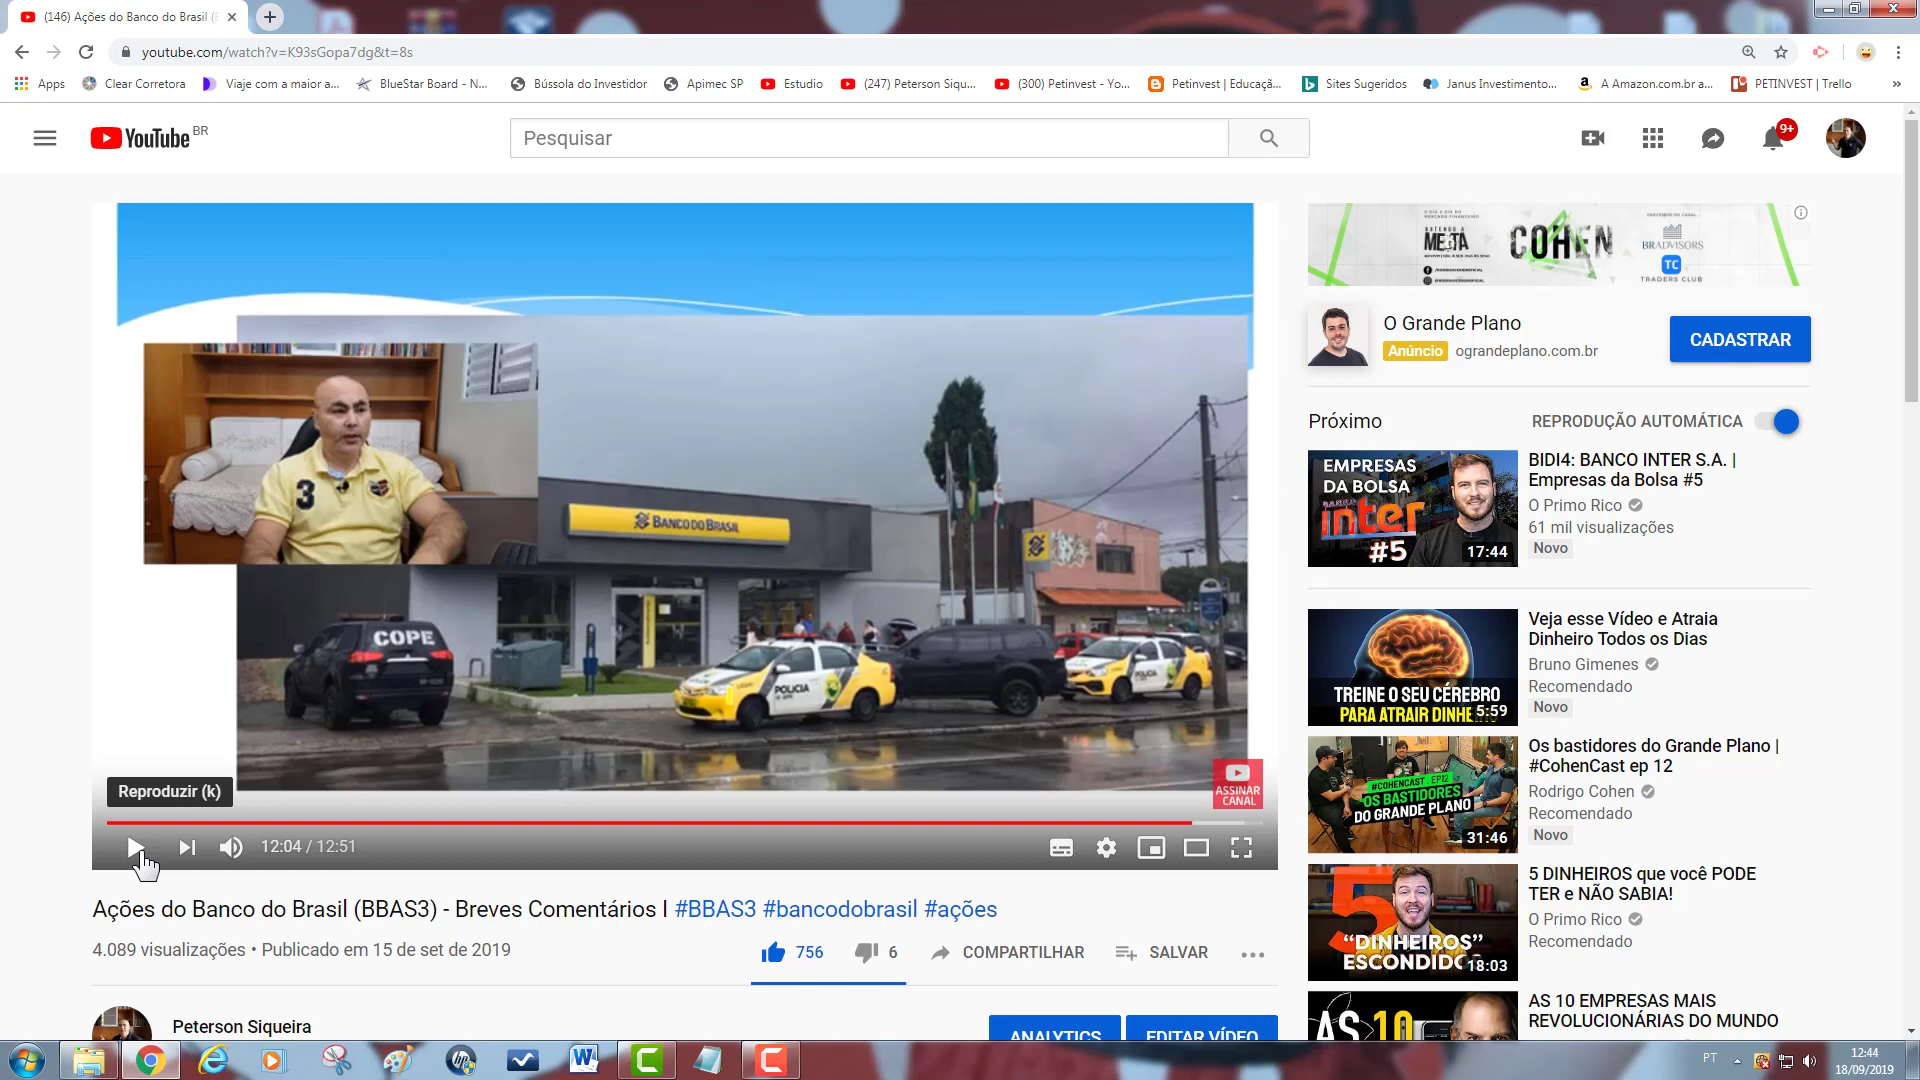 (146) Ações do Banco do Brasil (
youtube.com/watch?v=K93sGopa7dg&t=8s
Apps
Clear Corretora
Viaje com a maior a...
BlueStar Board - N...
Bússola do Investidor
Apimec SP
Estudio
(247) Peterson Siqu...
(300) Petinvest - Yo...
Petinvest | Educaçã...
Sites Sugeridos
Janus Investimento...
A Amazon.com.br a...
PETINVEST | Trello
»
YouTube BR
Pesquisar
9+
3
BANCO DO BRASIL
COPE
POLICIA
ASSINAR
CANAL
Reproduzir (k)
12:04 / 12:51
Ações do Banco do Brasil (BBAS3) - Breves Comentários I #BBAS3 #bancodobrasil #ações
4.089 visualizações • Publicado em 15 de set de 2019
756
6
COMPARTILHAR
SALVAR
Peterson Siqueira
ANALYTICS
EDITAR VÍDEO
BATENDO A
META
COHEN
BRADVISORS
TC
TRADERS CLUB
O Grande Plano
Anúncio ograndeplano.com.br
CADASTRAR
Próximo
REPRODUÇÃO AUTOMÁTICA
EMPRESAS
DA BOLSA
inter
#5
17:44
BIDI4: BANCO INTER S.A. |
Empresas da Bolsa #5
O Primo Rico
61 mil visualizações
Novo
TREINE O SEU CÉREBRO
PARA ATRAIR DINHE
5:59
Veja esse Vídeo e Atraia
Dinheiro Todos os Dias
Bruno Gimenes
Recomendado
Novo
#COHENCAST . EP12
OS BASTIDORES
DO GRANDE PLANO
31:46
Os bastidores do Grande Plano |
#CohenCast ep 12
Rodrigo Cohen
Recomendado
Novo
5
“DINHEIROS”
ESCONDIDOS
18:03
5 DINHEIROS que você PODE
TER e NÃO SABIA!
O Primo Rico
Recomendado
AS 10
AS 10 EMPRESAS MAIS
REVOLUCIONÁRIAS DO MUNDO
PT
12:44
18/09/2019